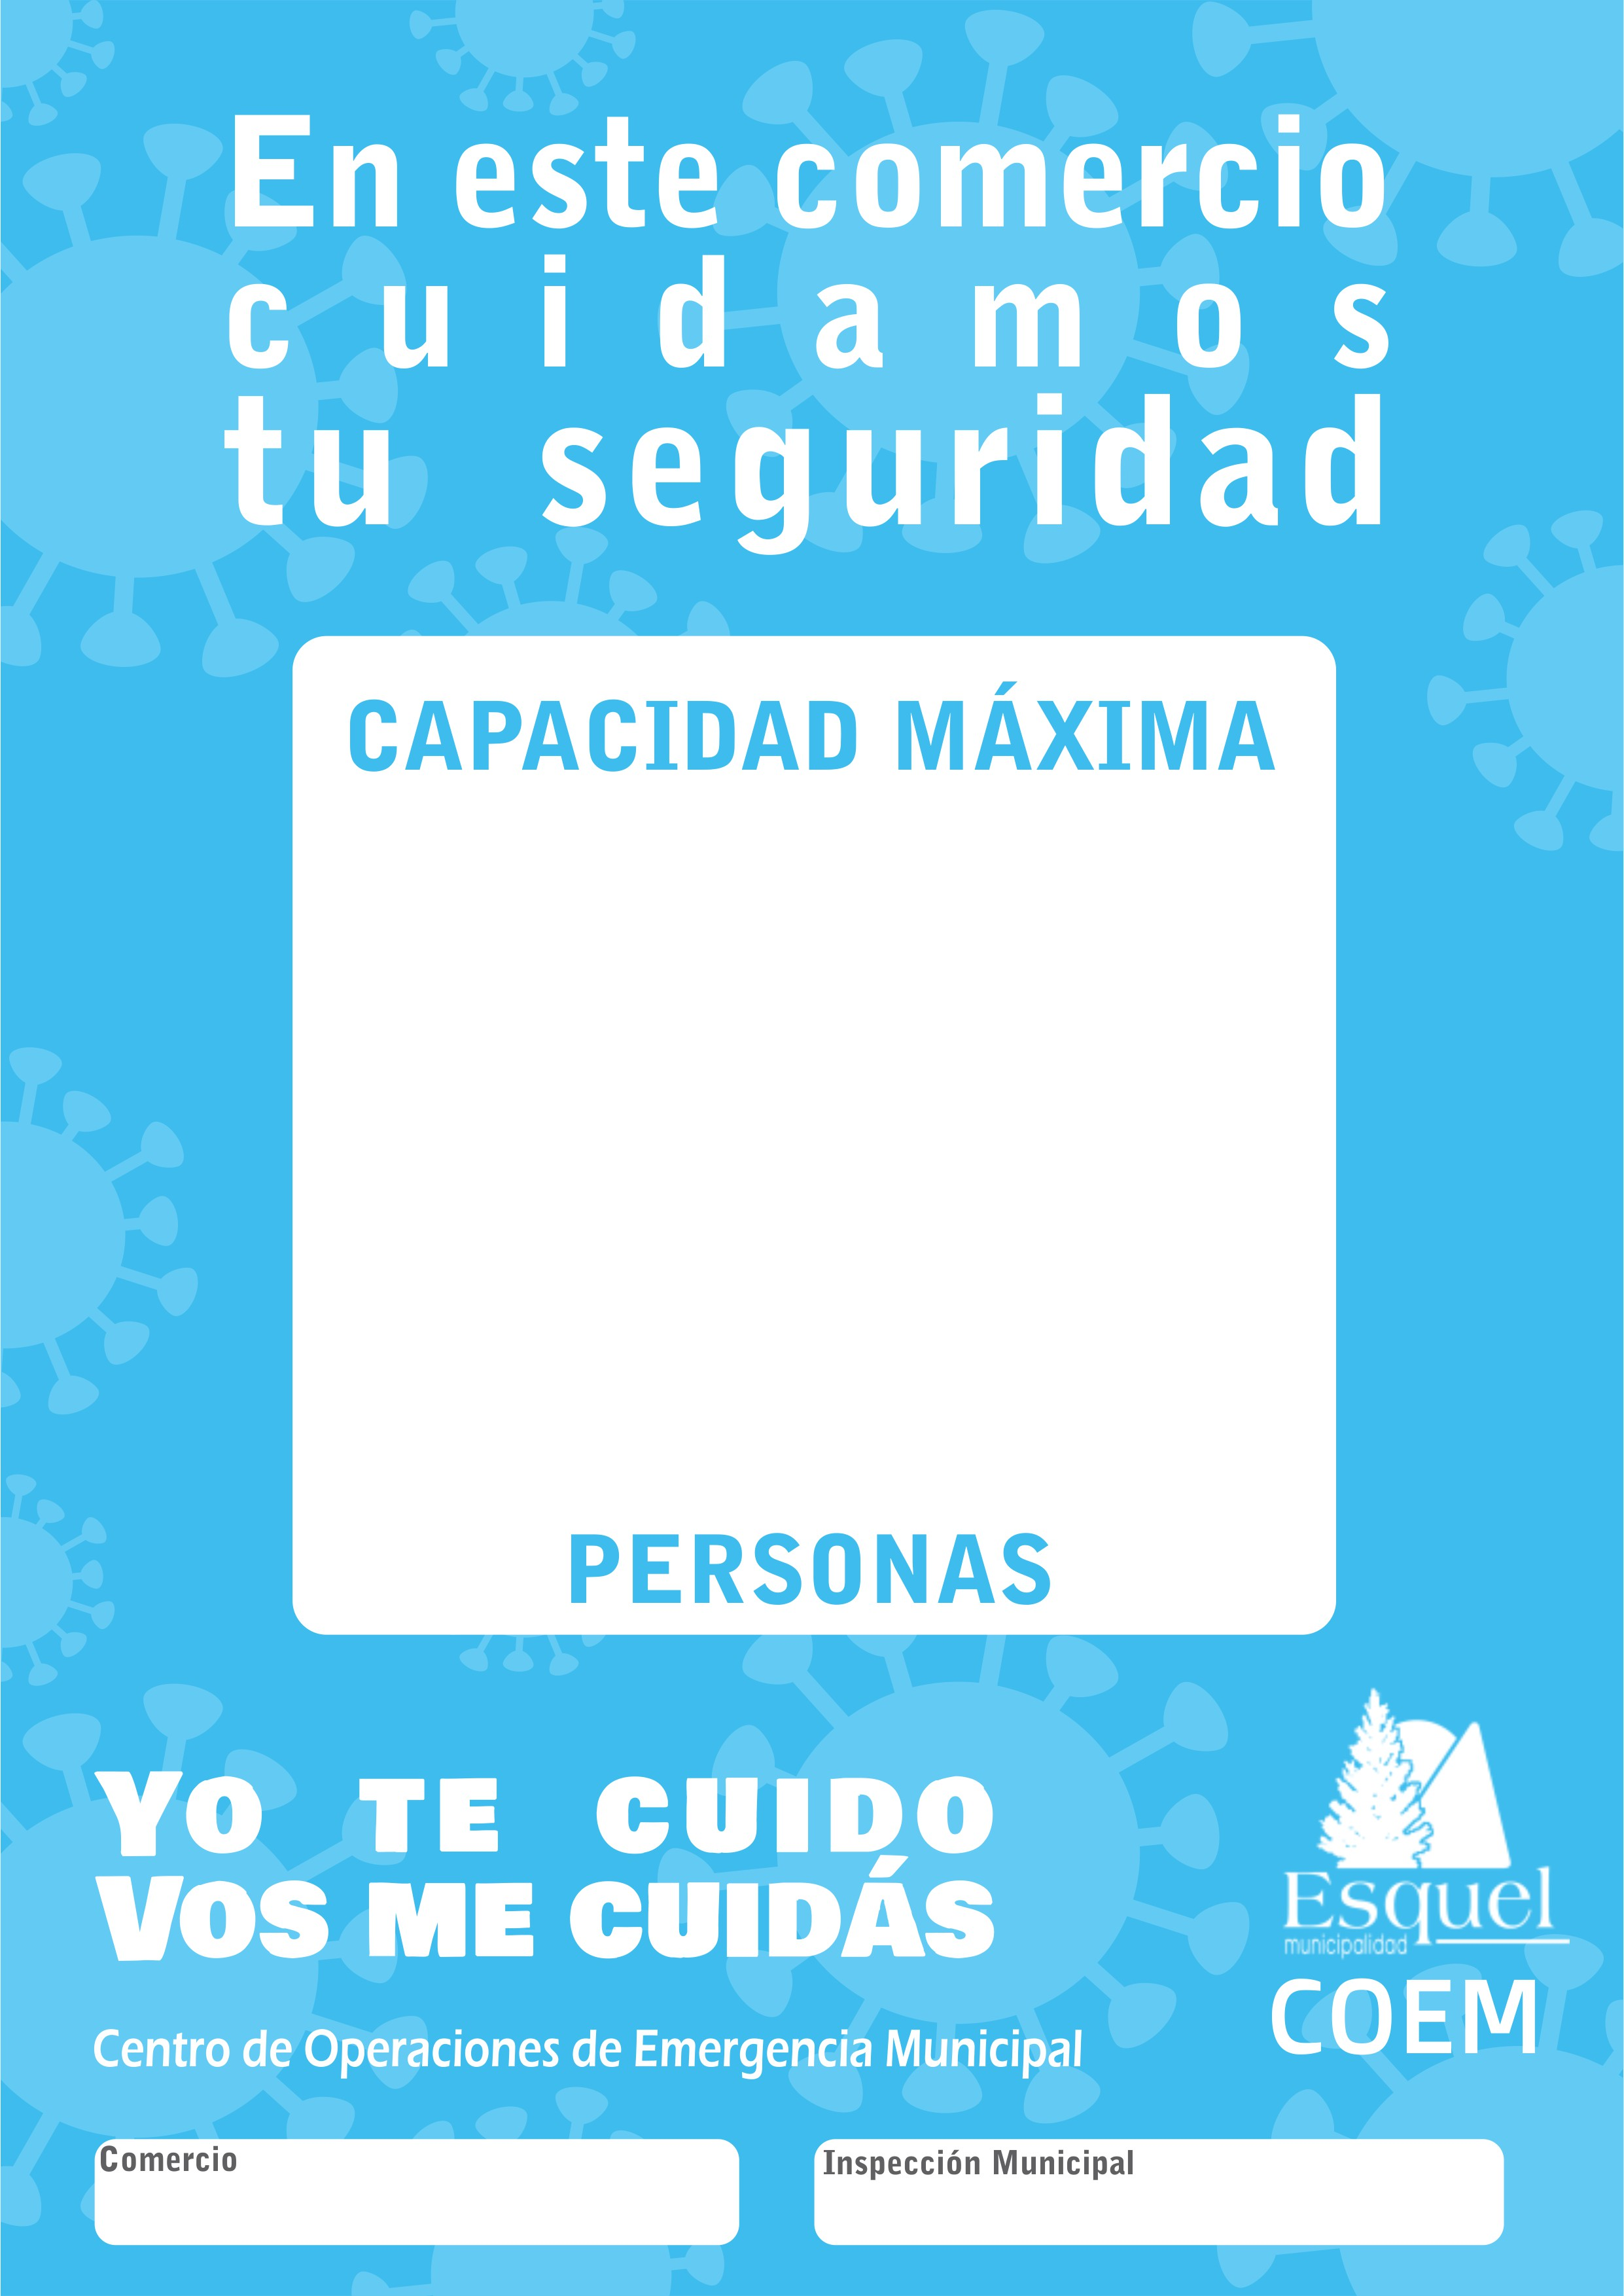 En este comercio
cuidamos
tu seguridad
CAPACIDAD MÁXIMA
PERSONAS
YO TE CUIDO
VOS ME CUIDÁS
Esquel
municipalidad
COEM
Centro de Operaciones de Emergencia Municipal
Comercio
Inspección Municipal